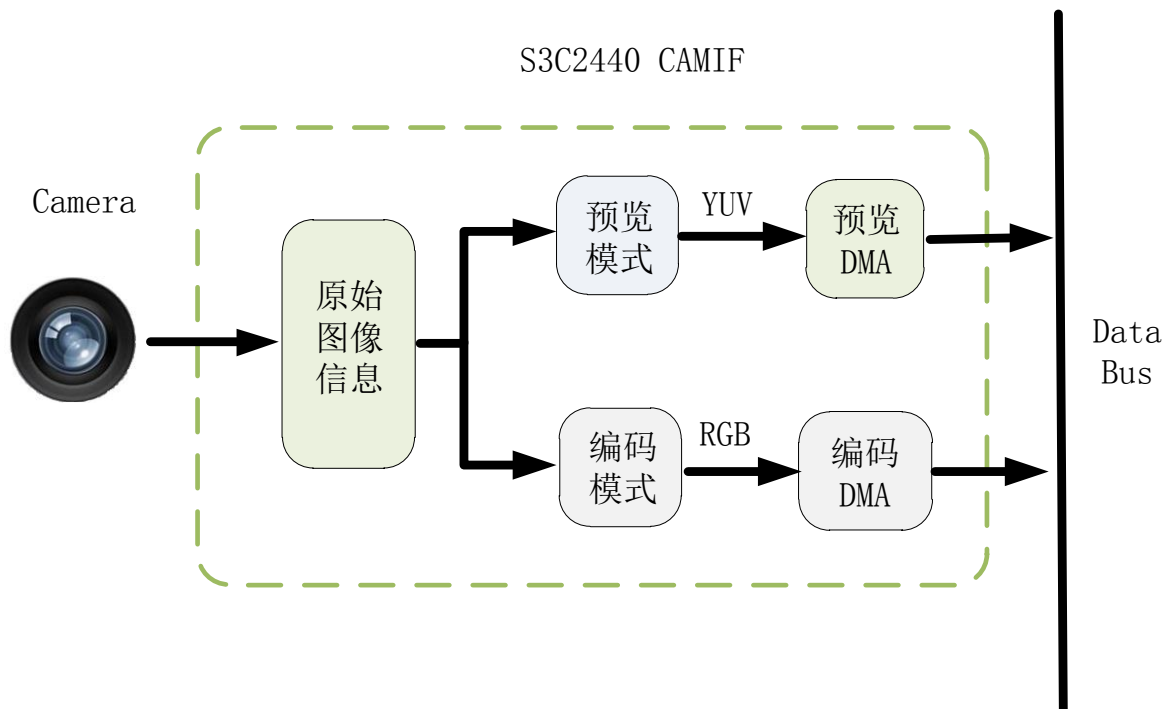 S3C2440 CAMIF
Camera
原始
图像
信息
预览
模式
YUV
预览
DMA
编码
模式
RGB
编码
DMA
Data
Bus